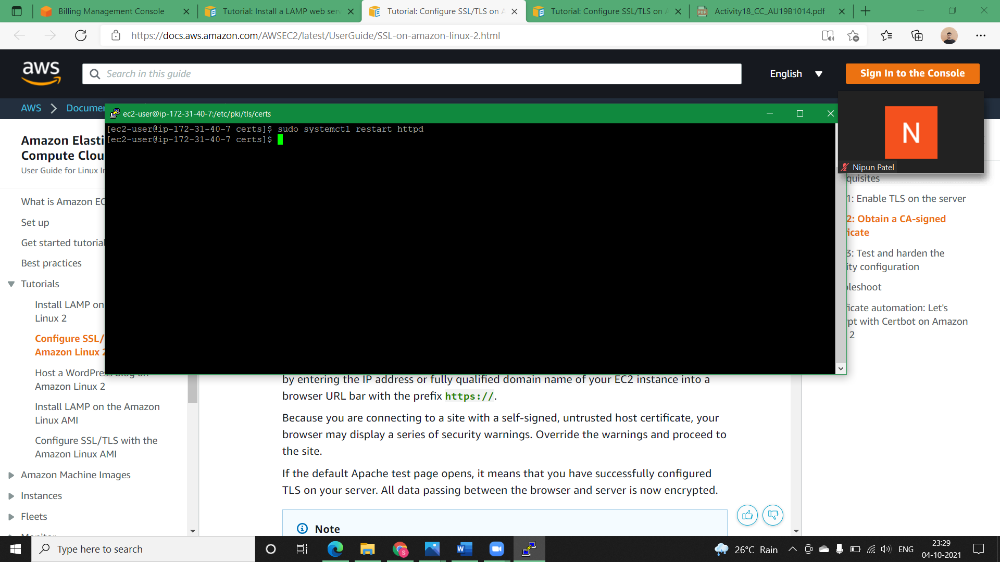 Billing Management Console
Tutorial: Install a LAMP web serv
Tutorial: Configure SSL/TLS on A
Tutorial: Configure SSL/TLS on A
Activity18_CC_AU19B1014.pdf
https://docs.aws.amazon.com/AWSEC2/latest/UserGuide/SSL-on-amazon-linux-2.html
aws
Search in this guide
English
Sign In to the Console
AWS
Documen
ec2-user@ip-172-31-40-7:/etc/pki/tls/certs
[ec2-user@ip-172-31-40-7 certs]$ sudo systemctl restart httpd
[ec2-user@ip-172-31-40-7 certs]$
N
Nipun Patel
Amazon Elasti
Compute Clou
User Guide for Linux In
What is Amazon EC
Set up
Get started tutorial
Best practices
Tutorials
Install LAMP on
Linux 2
Configure SSL/
Amazon Linux 2
Host a WordPress blog on
Amazon Linux 2
Install LAMP on the Amazon
Linux AMI
Configure SSL/TLS with the
Amazon Linux AMI
Amazon Machine Images
Instances
Fleets
Monitor
by entering the IP address or fully qualified domain name of your EC2 instance into a
browser URL bar with the prefix https://.
Because you are connecting to a site with a self-signed, untrusted host certificate, your
browser may display a series of security warnings. Override the warnings and proceed to
the site.
If the default Apache test page opens, it means that you have successfully configured
TLS on your server. All data passing between the browser and server is now encrypted.
Note
quisites
1: Enable TLS on the server
2: Obtain a CA-signed
ficate
3: Test and harden the
ity configuration
bleshoot
ficate automation: Let's
ypt with Certbot on Amazon
2
Type here to search
26°C Rain
ENG
23:29
04-10-2021